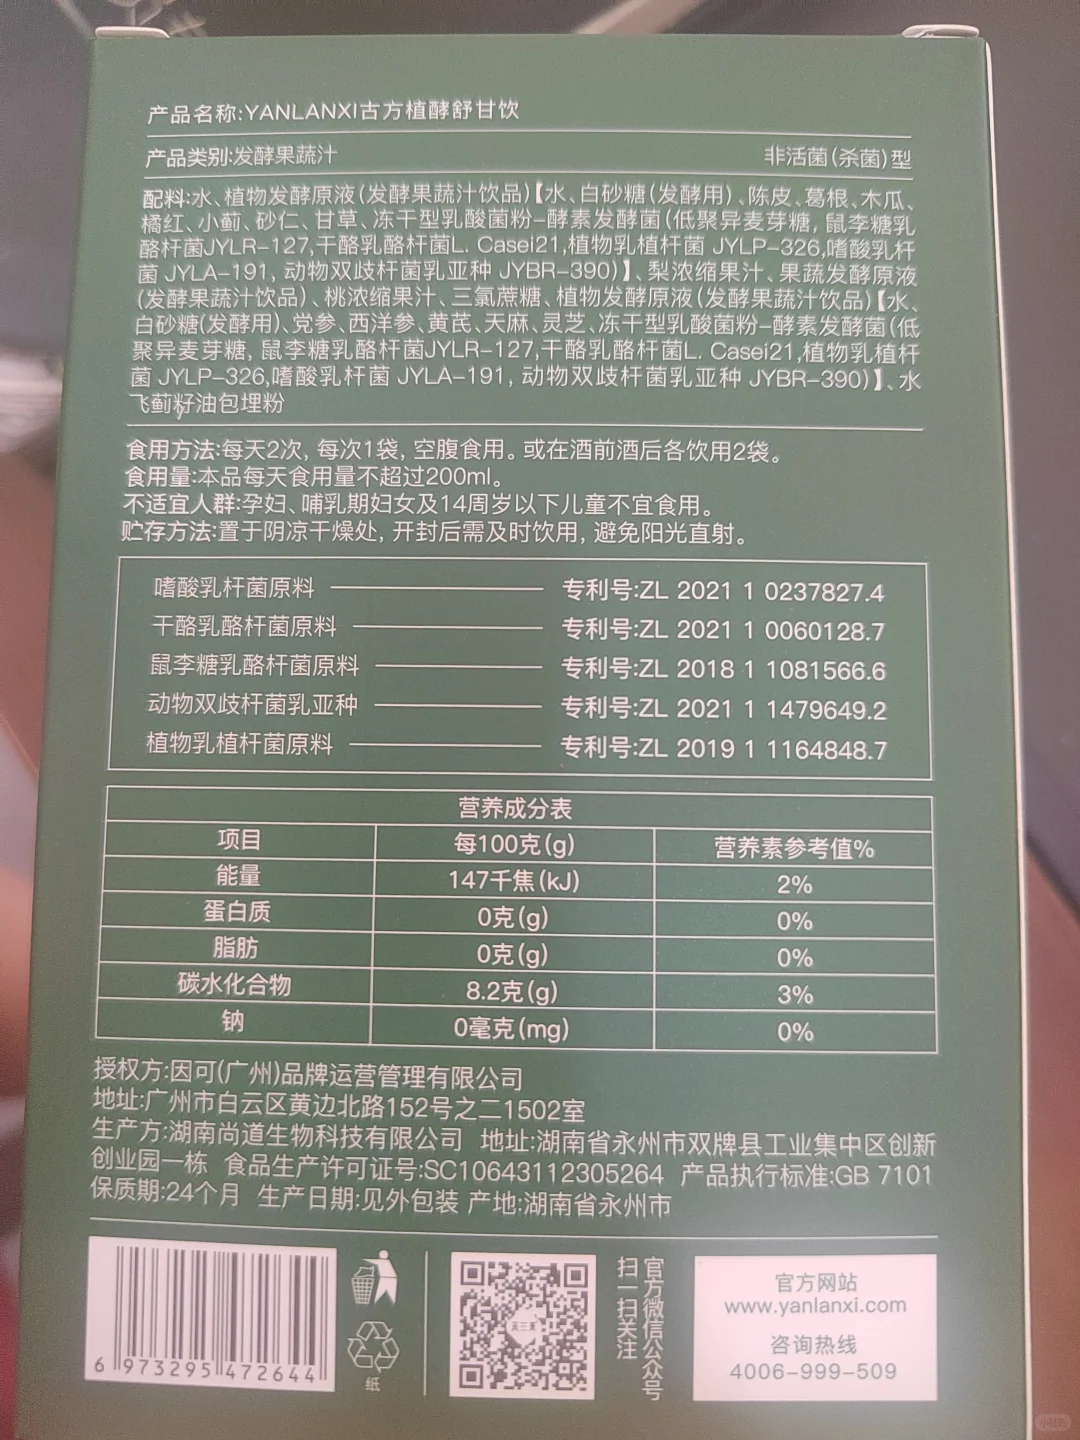 产品名称:YANLANXI古方植酵舒甘饮
产品类别:发酵果蔬汁 非活菌(杀菌)型
配料:水、植物发酵原液(发酵果蔬汁饮品)【水、白砂糖(发酵用)、陈皮、葛根、木瓜、
橘红、小蓟、砂仁、甘草、冻干型乳酸菌粉-酵素发酵菌(低聚异麦芽糖, 鼠李糖乳
酪杆菌JYLR-127,干酪乳酪杆菌L. Casei21,植物乳植杆菌 JYLP-326,嗜酸乳杆
菌 JYLA-191, 动物双歧杆菌乳亚种 JYBR-390)】、梨浓缩果汁、果蔬发酵原液
(发酵果蔬汁饮品)、桃浓缩果汁、三氯蔗糖、植物发酵原液(发酵果蔬汁饮品)【水、
白砂糖(发酵用)、党参、西洋参、黄芪、天麻、灵芝、冻干型乳酸菌粉-酵素发酵菌(低
聚异麦芽糖, 鼠李糖乳酪杆菌JYLR-127,干酪乳酪杆菌L. Casei21,植物乳植杆
菌 JYLP-326,嗜酸乳杆菌 JYLA-191, 动物双歧杆菌乳亚种 JYBR-390)】、水
飞蓟籽油包埋粉
食用方法:每天2次, 每次1袋, 空腹食用。或在酒前酒后各饮用2袋。
食用量:本品每天食用量不超过200ml。
不适宜人群:孕妇、哺乳期妇女及14周岁以下儿童不宜食用。
贮存方法:置于阴凉干燥处, 开封后需及时饮用, 避免阳光直射。
嗜酸乳杆菌原料 专利号:ZL 2021 1 0237827.4
干酪乳酪杆菌原料 专利号:ZL 2021 1 0060128.7
鼠李糖乳酪杆菌原料 专利号:ZL 2018 1 1081566.6
动物双歧杆菌乳亚种 专利号:ZL 2021 1 1479649.2
植物乳植杆菌原料 专利号:ZL 2019 1 1164848.7
营养成分表
项目 每100克(g) 营养素参考值%
能量 147千焦(kJ) 2%
蛋白质 0克(g) 0%
脂肪 0克(g) 0%
碳水化合物 8.2克(g) 3%
钠 0毫克(mg) 0%
授权方:因可(广州)品牌运营管理有限公司
地址:广州市白云区黄边北路152号之二1502室
生产方:湖南尚道生物科技有限公司 地址:湖南省永州市双牌县工业集中区创新
创业园一栋 食品生产许可证号:SC10643112305264 产品执行标准:GB 7101
保质期:24个月 生产日期:见外包装 产地:湖南省永州市
6 973295 472644
纸
官方微信公众号
扫一扫关注
官方网站
www.yanlanxi.com
咨询热线
4006-999-509
小红书